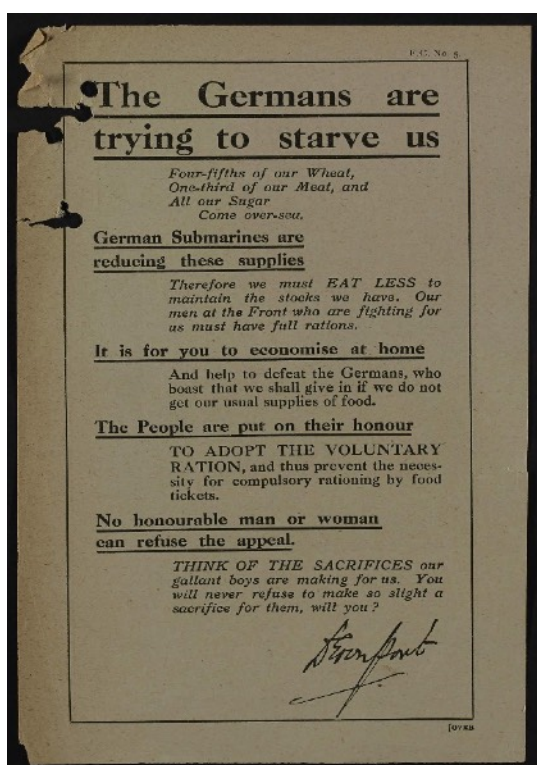 F.C. No. 5.
The Germans are
trying to starve us
Four-fifths of our Wheat,
One-third of our Meat, and
All our Sugar
Come over-sea.
German Submarines are
reducing these supplies
Therefore we must EAT LESS to
maintain the stocks we have. Our
men at the Front who are fighting for
us must have full rations.
It is for you to economise at home
And help to defeat the Germans, who
boast that we shall give in if we do not
get our usual supplies of food.
The People are put on their honour
TO ADOPT THE VOLUNTARY
RATION, and thus prevent the neces-
sity for compulsory rationing by food
tickets.
No honourable man or woman
can refuse the appeal.
THINK OF THE SACRIFICES our
gallant boys are making for us. You
will never refuse to make so slight a
sacrifice for them, will you?
Devonport
[OVER